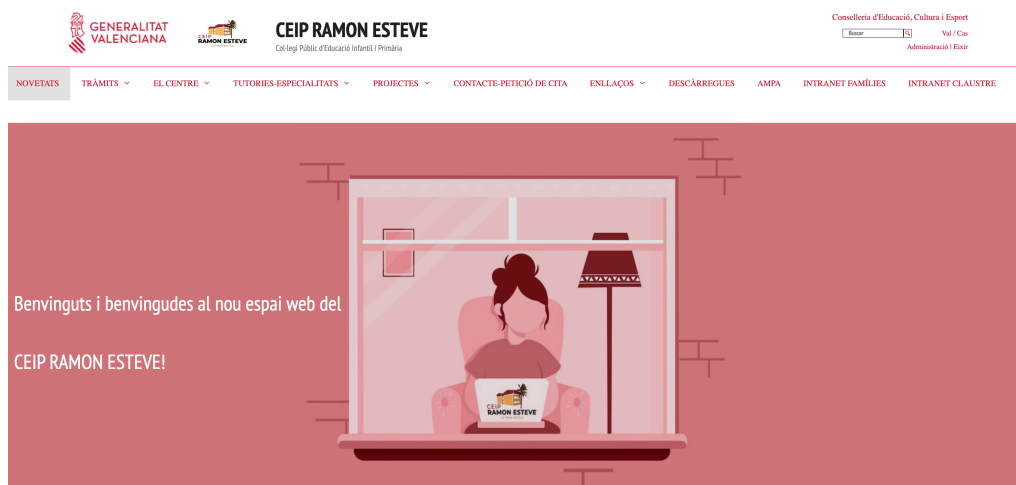 GENERALITAT
VALENCIANA
CEIP
RAMON ESTEVE
CEIP RAMON ESTEVE
Col·legi Públic d'Educació Infantil i Primària
Conselleria d'Educació, Cultura i Esport
Buscar
Val / Cas
Administració | Eixir
NOVETATS
TRÀMITS
EL CENTRE
TUTORIES-ESPECIALITATS
PROJECTES
CONTACTE-PETICIÓ DE CITA
ENLLAÇOS
DESCÀRREGUES
AMPA
INTRANET FAMÍLIES
INTRANET CLAUSTRE
Benvinguts i benvingudes al nou espai web del
CEIP RAMON ESTEVE!
CEIP
RAMON ESTEVE